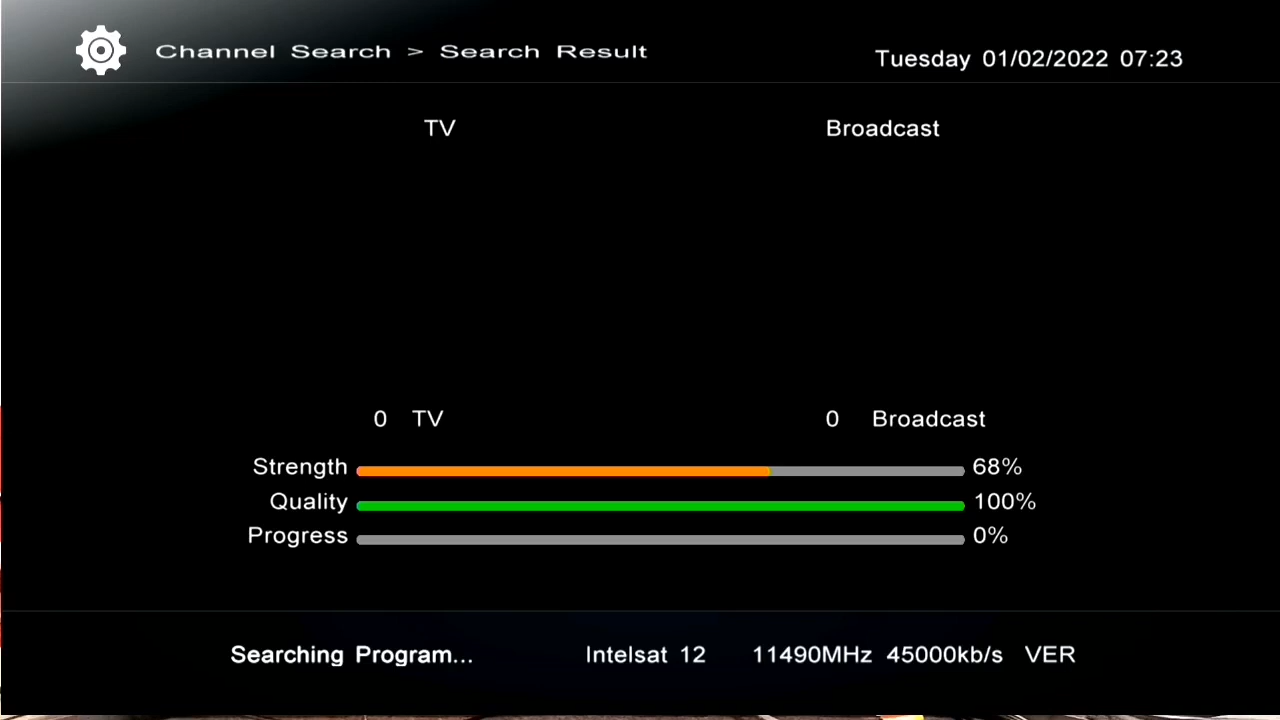 Channel Search > Search Result
Tuesday 01/02/2022 07:23
TV Broadcast
0 TV 0 Broadcast
Strength 68%
Quality 100%
Progress 0%
Searching Program... Intelsat 12 11490MHz 45000kb/s VER